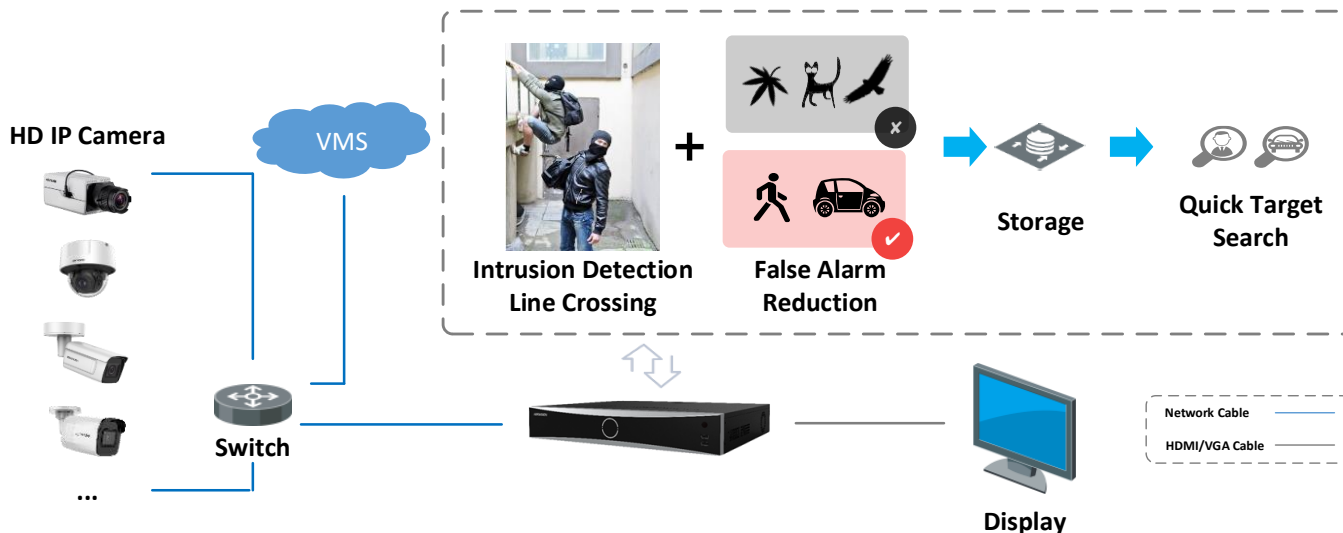 HD IP Camera
VMS
Intrusion Detection
Line Crossing
+
False Alarm
Reduction
Storage
Quick Target
Search
Switch
...
Display
Network Cable
HDMI/VGA Cable